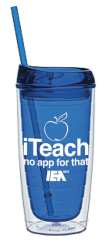 iTeach
no app for that
IEA